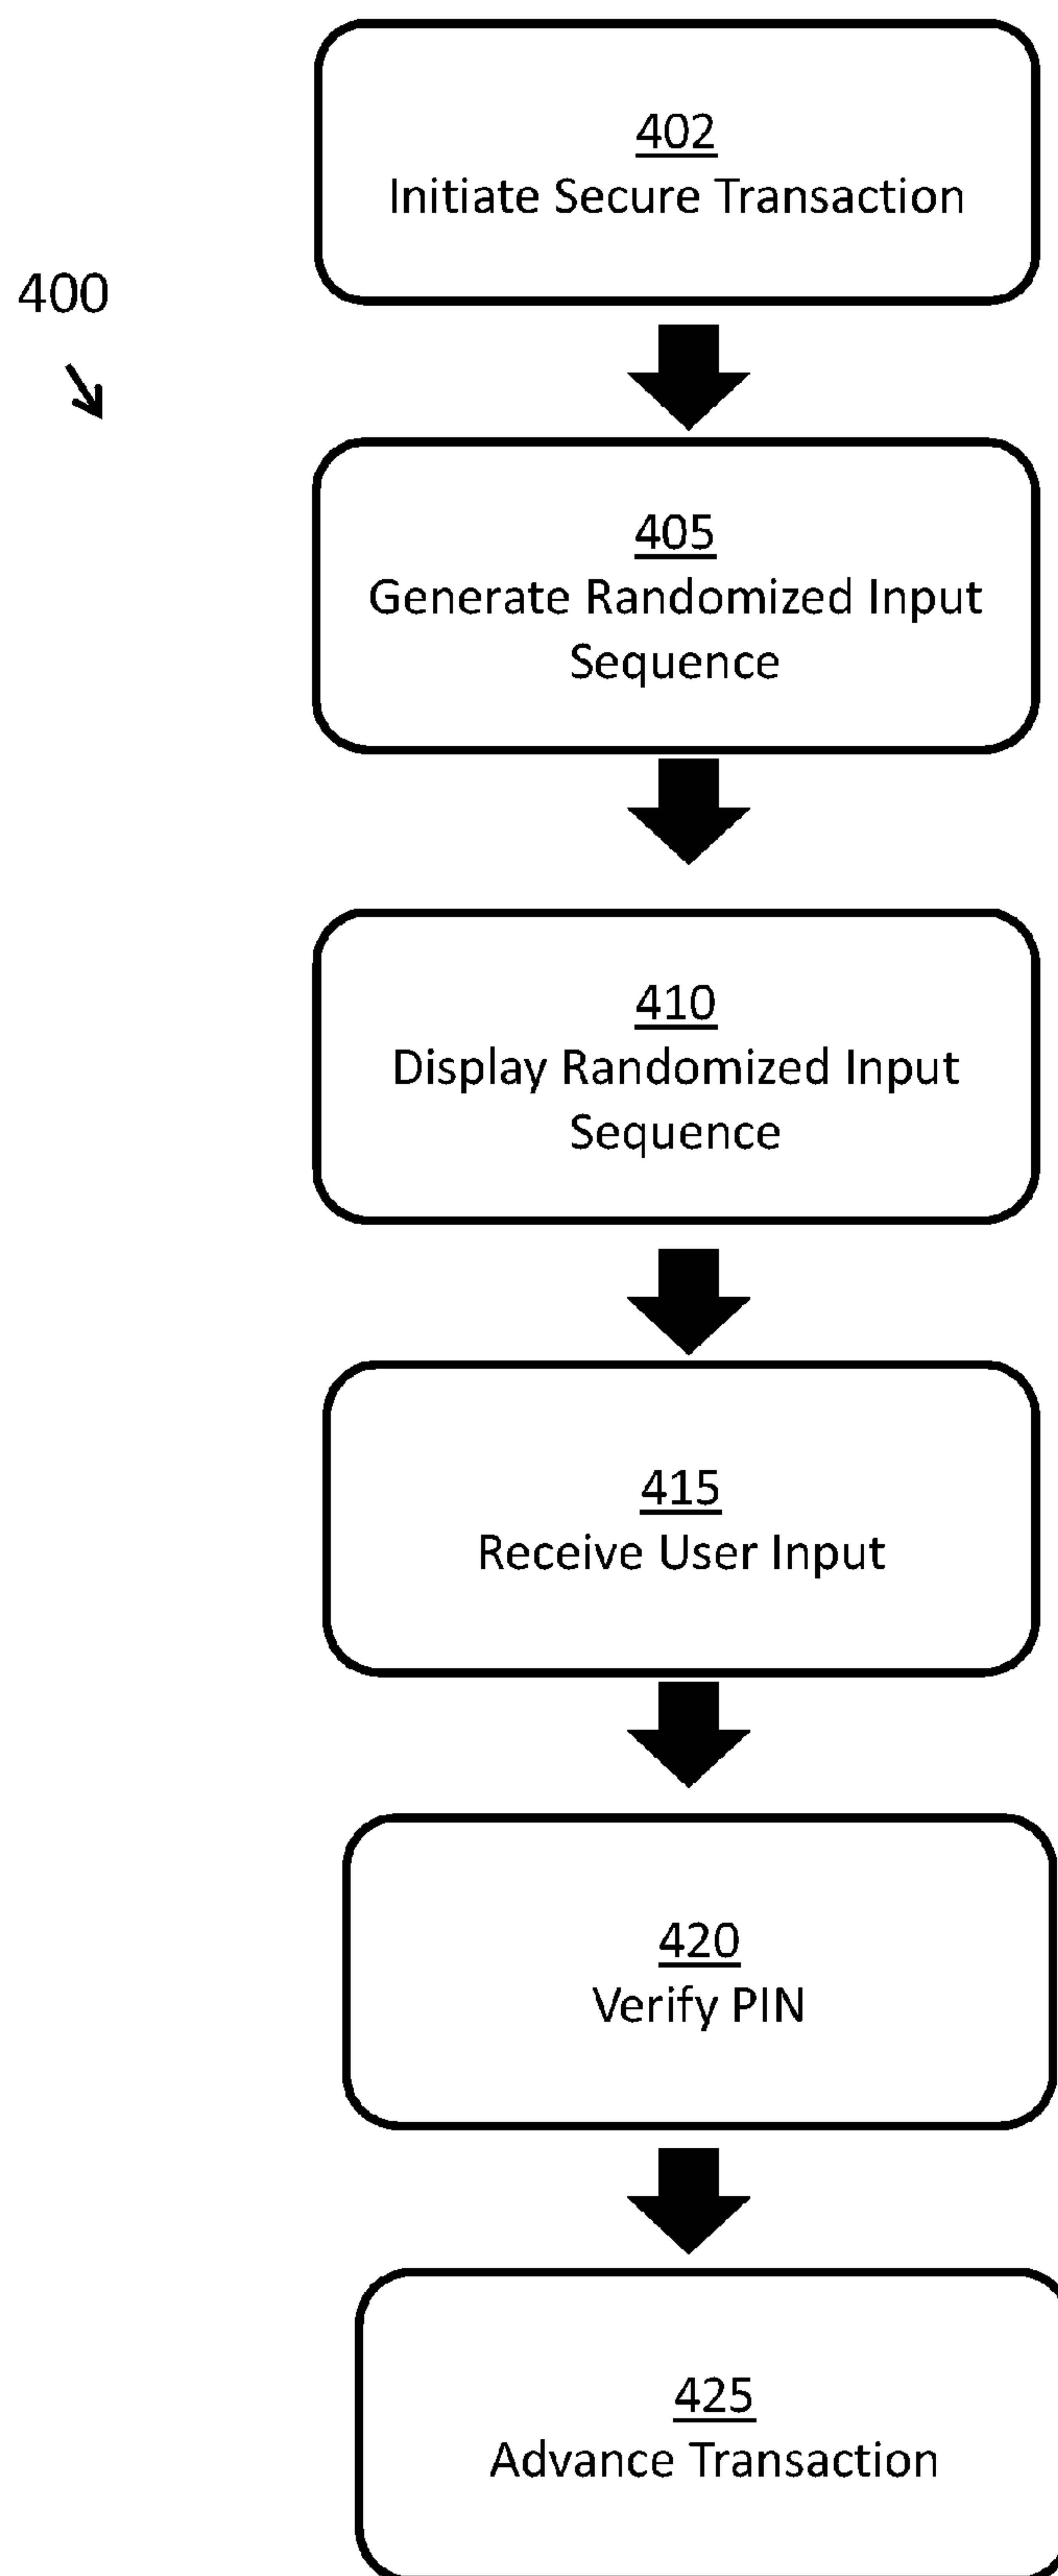 402
Initiate Secure Transaction
400
405
Generate Randomized Input
Sequence
410
Display Randomized Input
Sequence
415
Receive User Input
420
Verify PIN
425
Advance Transaction